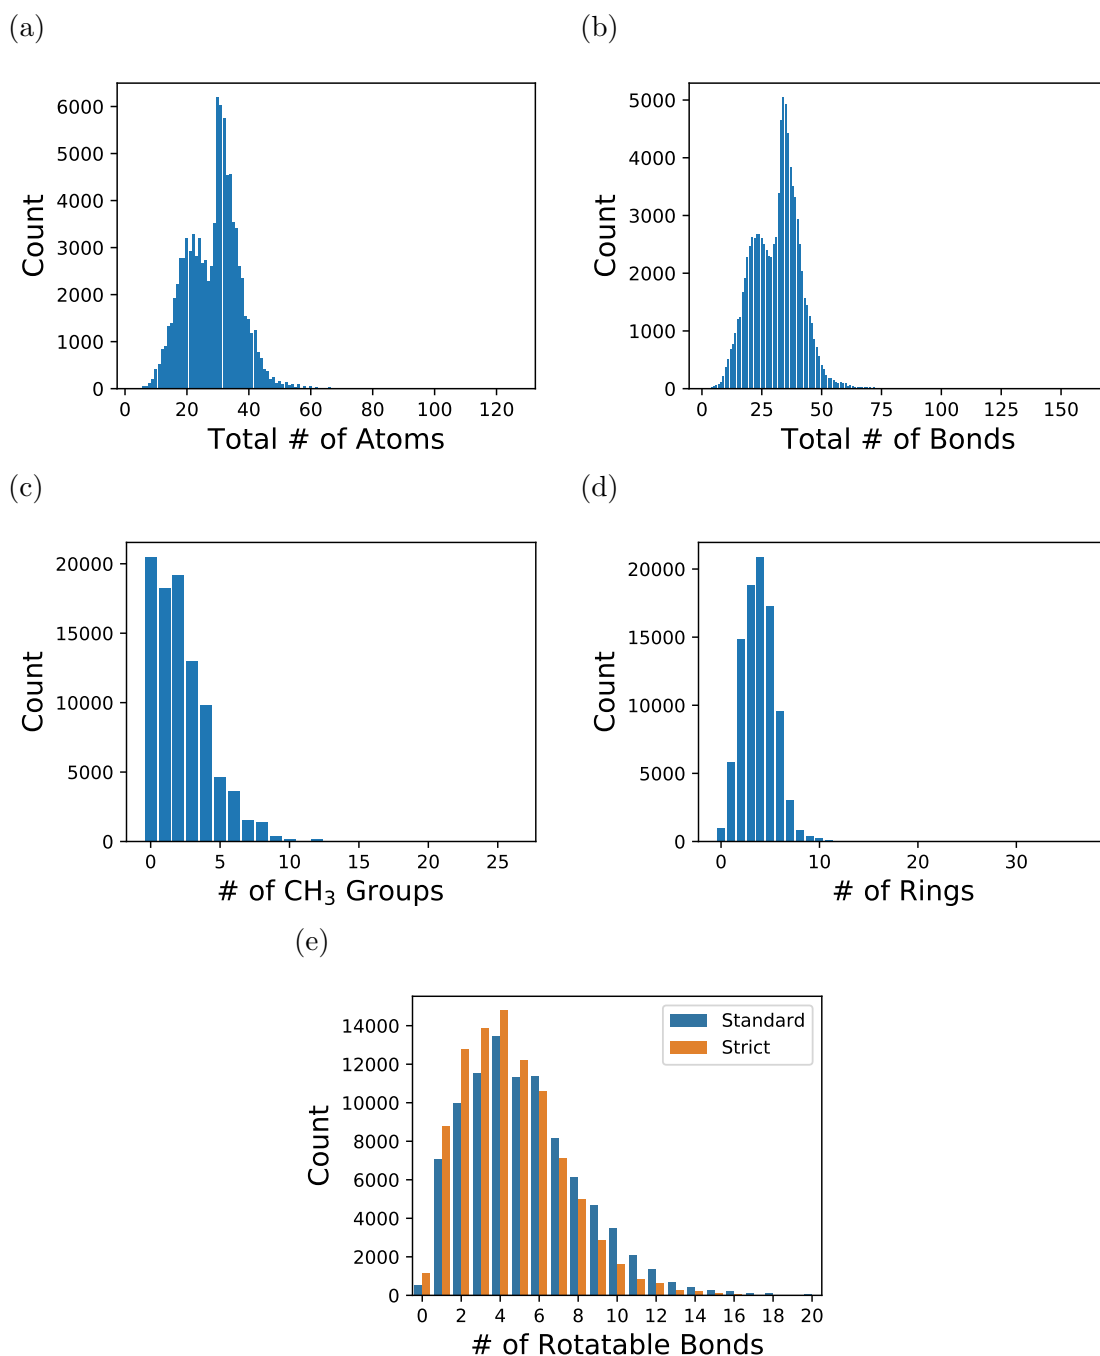 (a)
6000
5000
4000
3000
2000
1000
0
Count
0 20 40 60 80 100 120
Total # of Atoms
(b)
5000
4000
3000
2000
1000
0
Count
0 25 50 75 100 125 150
Total # of Bonds
(c)
20000
15000
10000
5000
0
Count
0 5 10 15 20 25
# of CH₃ Groups
(d)
20000
15000
10000
5000
0
Count
0 10 20 30
# of Rings
(e)
14000
12000
10000
8000
6000
4000
2000
0
Count
Standard
Strict
0 2 4 6 8 10 12 14 16 18 20
# of Rotatable Bonds